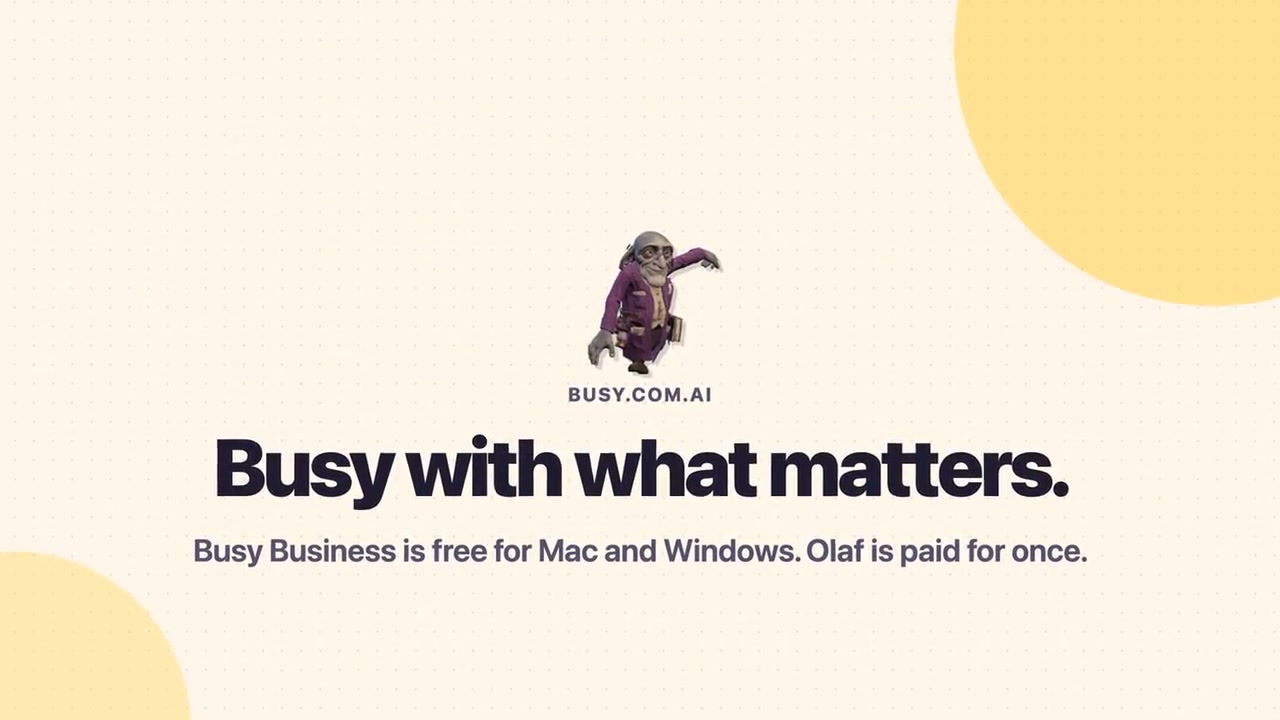 BUSY.COM.AI
Busy with what matters.
Busy Business is free for Mac and Windows. Olaf is paid for once.